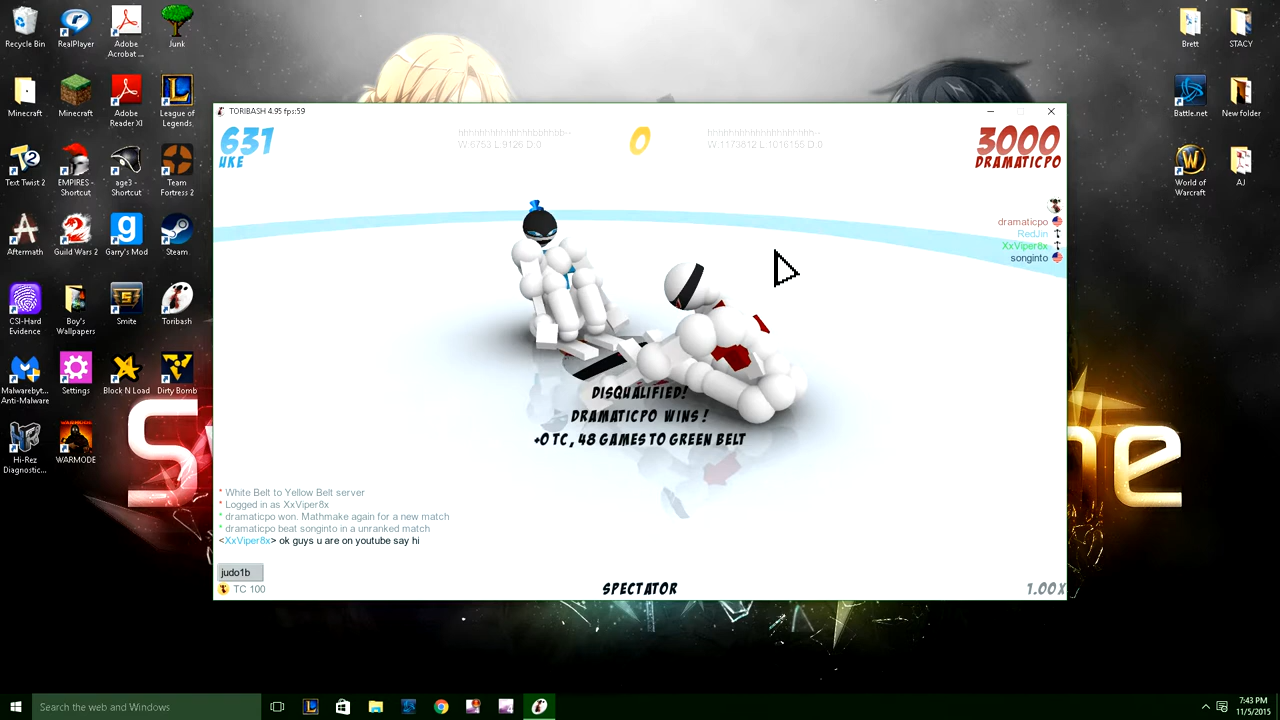 Recycle Bin
RealPlayer
Adobe
Acrobat ...
Junk
Brett
STACY
Minecraft
Minecraft
Adobe
Reader XI
League of
Legends
Battle.net
New folder
Text Twist 2
EMPIRES -
Shortcut
age3 -
Shortcut
Team
Fortress 2
World of
Warcraft
AJ
Aftermath
Guild Wars 2
Garry's Mod
Steam
CSI-Hard
Evidence
Boy's
Wallpapers
Smite
Toribash
Malwarebyt...
Anti-Malware
Settings
Block N Load
Dirty Bomb
Hi-Rez
Diagnostic...
WARMODE
TORIBASH 4.95 fps:59
631
UKE
W:6753 L:9126 D:0
0
W:1173812 L:1016155 D:0
3000
DRAMATICPO
dramaticpo
RedJin
XxViper8x
songinto
DISQUALIFIED!
DRAMATICPO WINS !
+0 TC, 48 GAMES TO GREEN BELT
* White Belt to Yellow Belt server
* Logged in as XxViper8x
* dramaticpo won. Mathmake again for a new match
* dramaticpo beat songinto in a unranked match
<XxViper8x> ok guys u are on youtube say hi
judo1b
TC 100
SPECTATOR
1.00X
Search the web and Windows
7:43 PM
11/5/2015